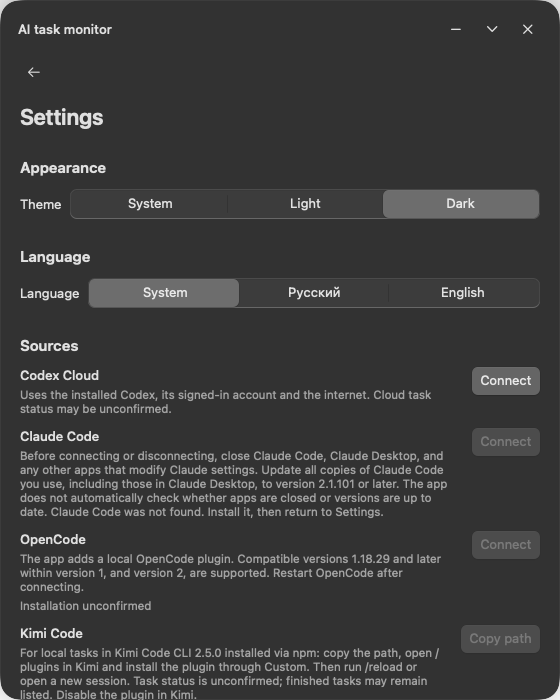 AI task monitor
Settings
Appearance
Theme System Light Dark
Language
Language System Русский English
Sources
Codex Cloud
Connect
Uses the installed Codex, its signed-in account and the internet. Cloud task
status may be unconfirmed.
Claude Code
Connect
Before connecting or disconnecting, close Claude Code, Claude Desktop, and
any other apps that modify Claude settings. Update all copies of Claude Code
you use, including those in Claude Desktop, to version 2.1.101 or later. The app
does not automatically check whether apps are closed or versions are up to
date. Claude Code was not found. Install it, then return to Settings.
OpenCode
Connect
The app adds a local OpenCode plugin. Compatible versions 1.18.29 and later
within version 1, and version 2, are supported. Restart OpenCode after
connecting.
Installation unconfirmed
Kimi Code
Copy path
For local tasks in Kimi Code CLI 2.5.0 installed via npm: copy the path, open /
plugins in Kimi and install the plugin through Custom. Then run /reload or
open a new session. Task status is unconfirmed; finished tasks may remain
listed. Disable the plugin in Kimi.